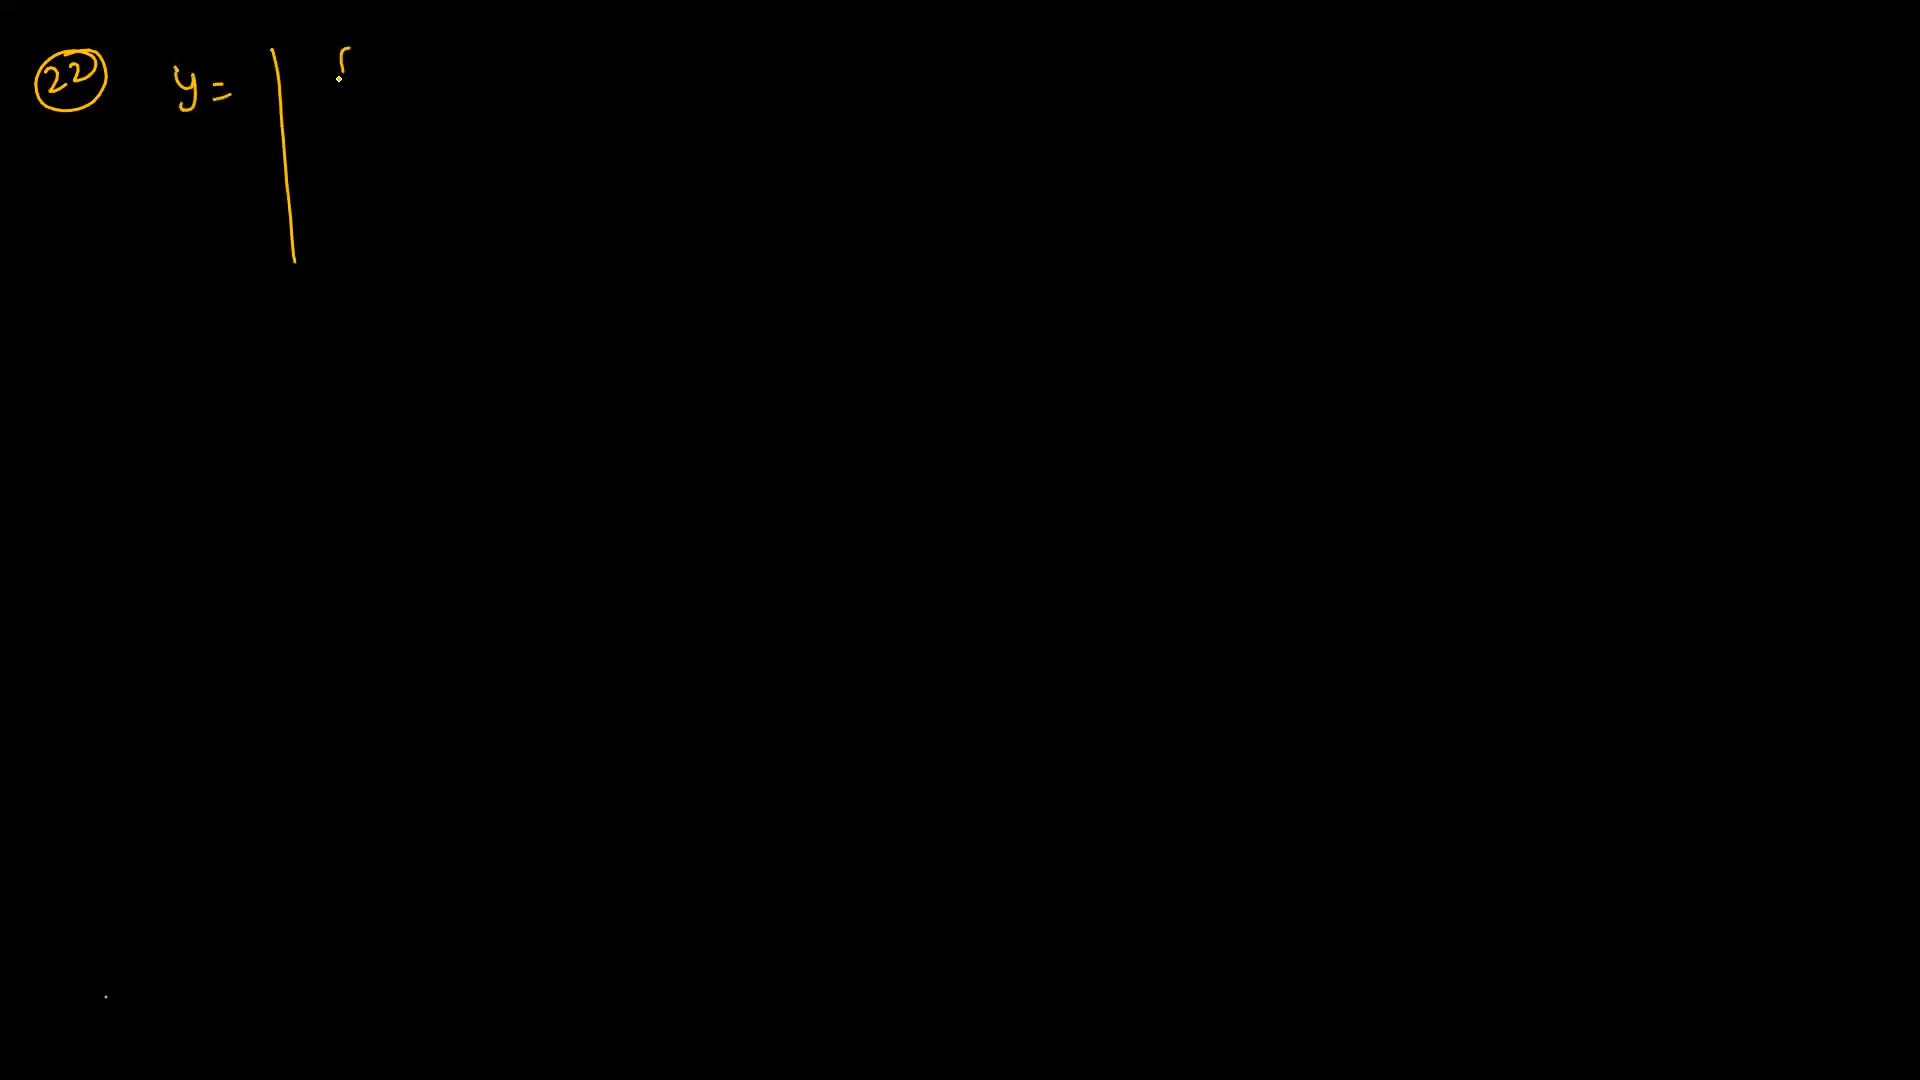 22 y = |